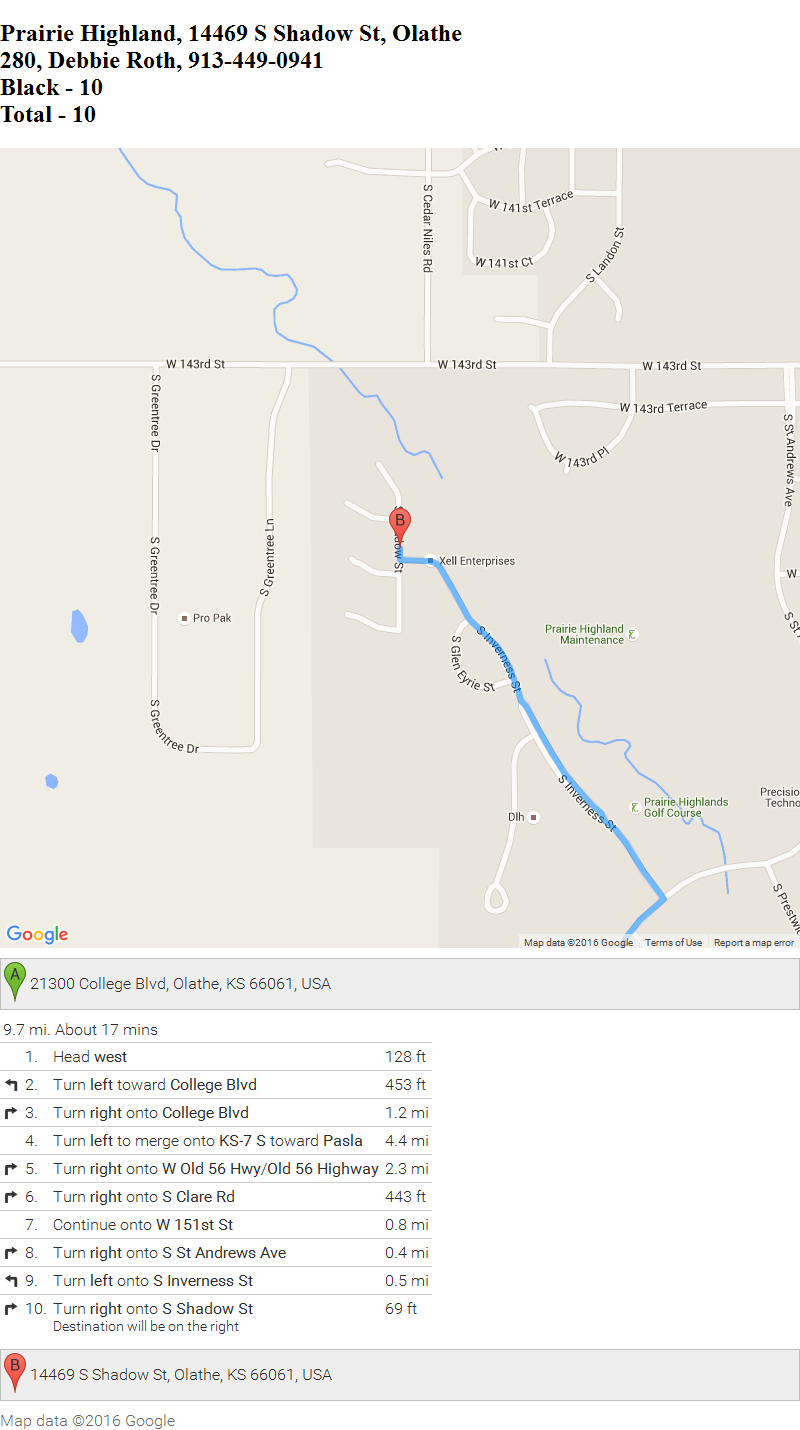 Prairie Highland, 14469 S Shadow St, Olathe
280, Debbie Roth, 913-449-0941
Black - 10
Total - 10
S Cedar Niles Rd
W 141st Terrace
W 141st Ct
S Landon St
W 143rd St
W 143rd St
W 143rd St
S Greentree Dr
W 143rd Terrace
S St Andrews Ave
W 143rd Pl
B
S Greentree Ln
S Greentree Dr
Xell Enterprises
W
Pro Pak
S St
Prairie Highland
Maintenance
S Inverness St
S Glen Eyrie St
S Greentree Dr
S Inverness St
Precisio
Techno
Prairie Highlands
Golf Course
Dlh
S Prestwi
Google
Map data ©2016 Google Terms of Use Report a map error
A 21300 College Blvd, Olathe, KS 66061, USA
9.7 mi. About 17 mins
1. Head west 128 ft
2. Turn left toward College Blvd 453 ft
3. Turn right onto College Blvd 1.2 mi
4. Turn left to merge onto KS-7 S toward Pasla 4.4 mi
5. Turn right onto W Old 56 Hwy/Old 56 Highway 2.3 mi
6. Turn right onto S Clare Rd 443 ft
7. Continue onto W 151st St 0.8 mi
8. Turn right onto S St Andrews Ave 0.4 mi
9. Turn left onto S Inverness St 0.5 mi
10. Turn right onto S Shadow St 69 ft
Destination will be on the right
B 14469 S Shadow St, Olathe, KS 66061, USA
Map data ©2016 Google